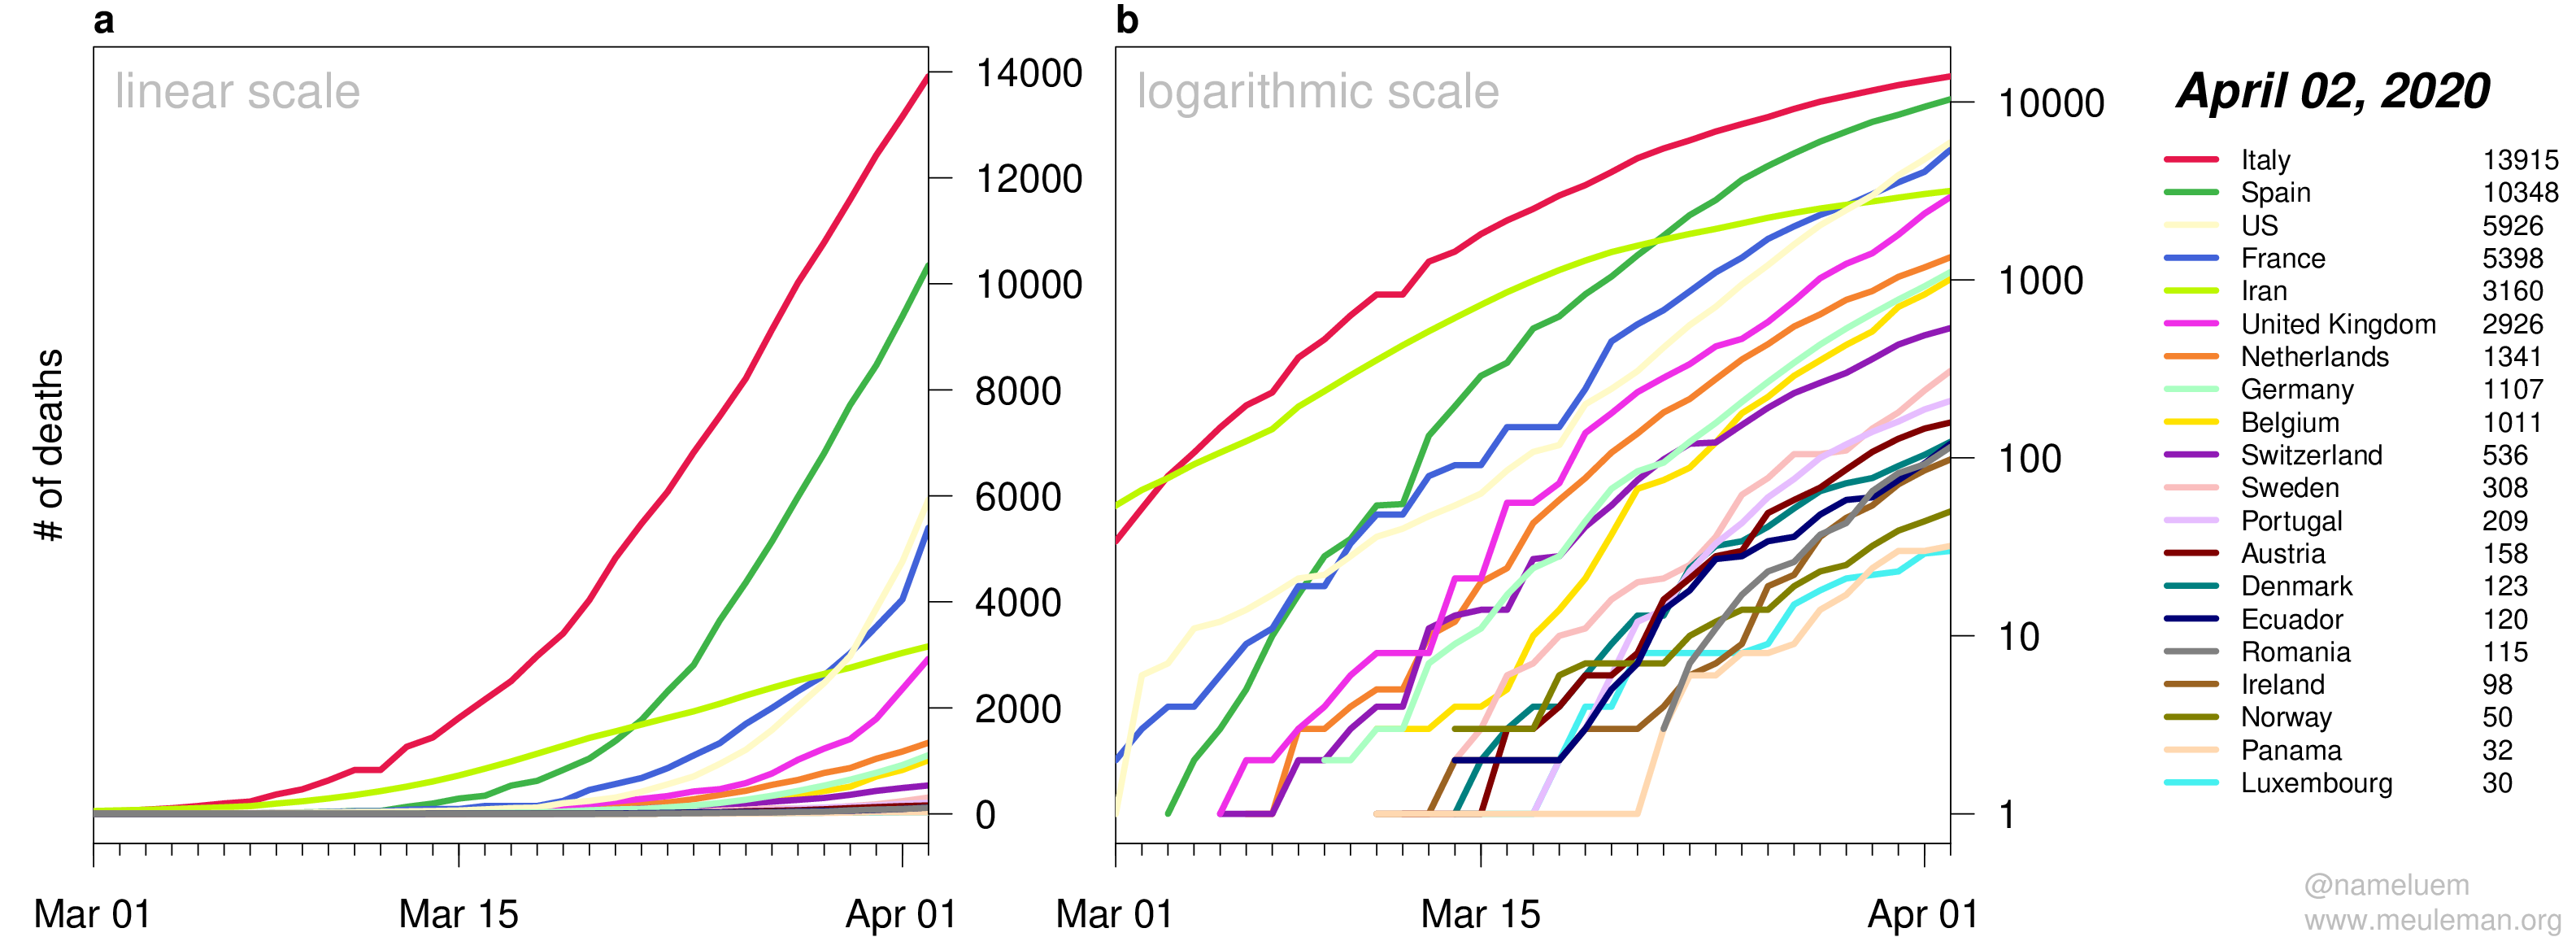 a
linear scale
# of deaths
14000
12000
10000
8000
6000
4000
2000
0
Mar 01
Mar 15
Apr 01
b
logarithmic scale
10000
1000
100
10
1
Mar 01
Mar 15
Apr 01
April 02, 2020
Italy 13915
Spain 10348
US 5926
France 5398
Iran 3160
United Kingdom 2926
Netherlands 1341
Germany 1107
Belgium 1011
Switzerland 536
Sweden 308
Portugal 209
Austria 158
Denmark 123
Ecuador 120
Romania 115
Ireland 98
Norway 50
Panama 32
Luxembourg 30
@nameluem
www.meuleman.org